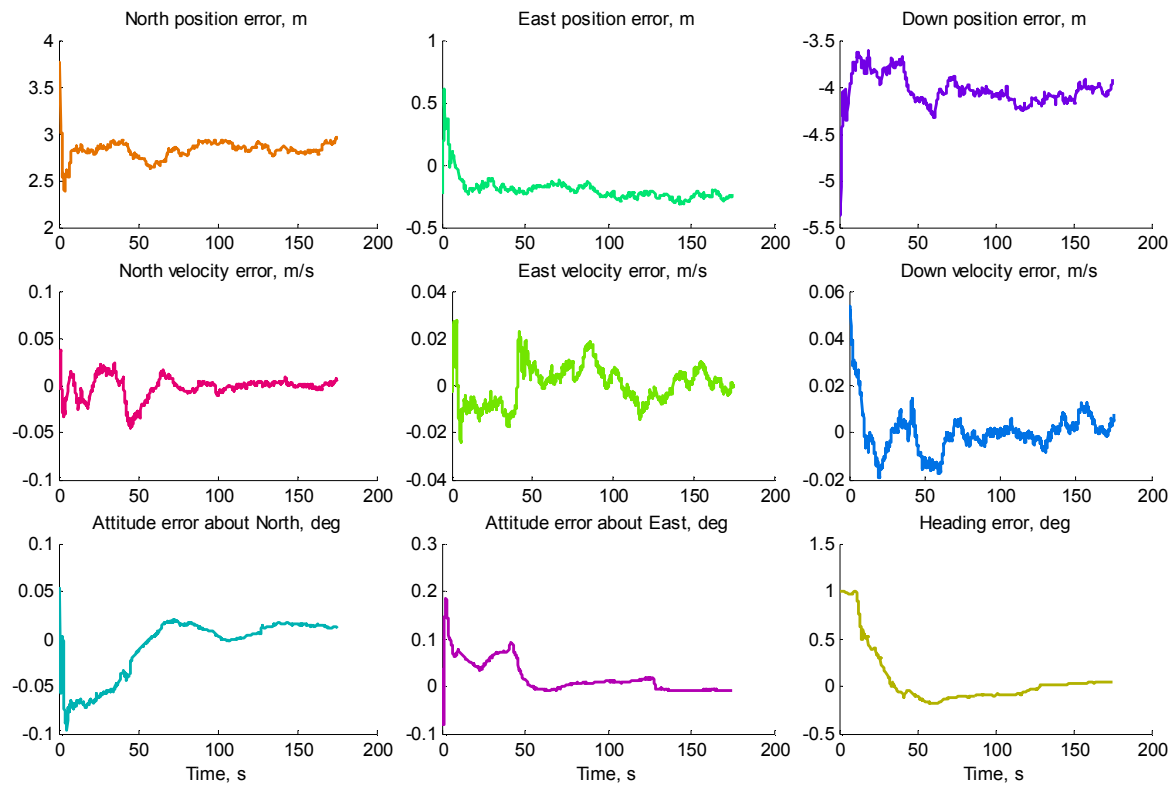 North position error, m East position error, m Down position error, m
4 1 -3.5
3.5 0.5 -4
3 0 -4.5
2.5 -5
2 -0.5 -5.5
0 50 100 150 200 0 50 100 150 200 0 50 100 150 200
North velocity error, m/s East velocity error, m/s Down velocity error, m/s
0.1 0.04 0.06
0.05 0.02 0.04
0 0 0.02
-0.05 -0.02 0
-0.1 -0.04 -0.02
0 50 100 150 200 0 50 100 150 200 0 50 100 150 200
Attitude error about North, deg Attitude error about East, deg Heading error, deg
0.1 0.3 1.5
0.05 0.2 1
0 0.1 0.5
-0.05 0 0
-0.1 -0.1 -0.5
0 50 100 150 200 0 50 100 150 200 0 50 100 150 200
Time, s Time, s Time, s